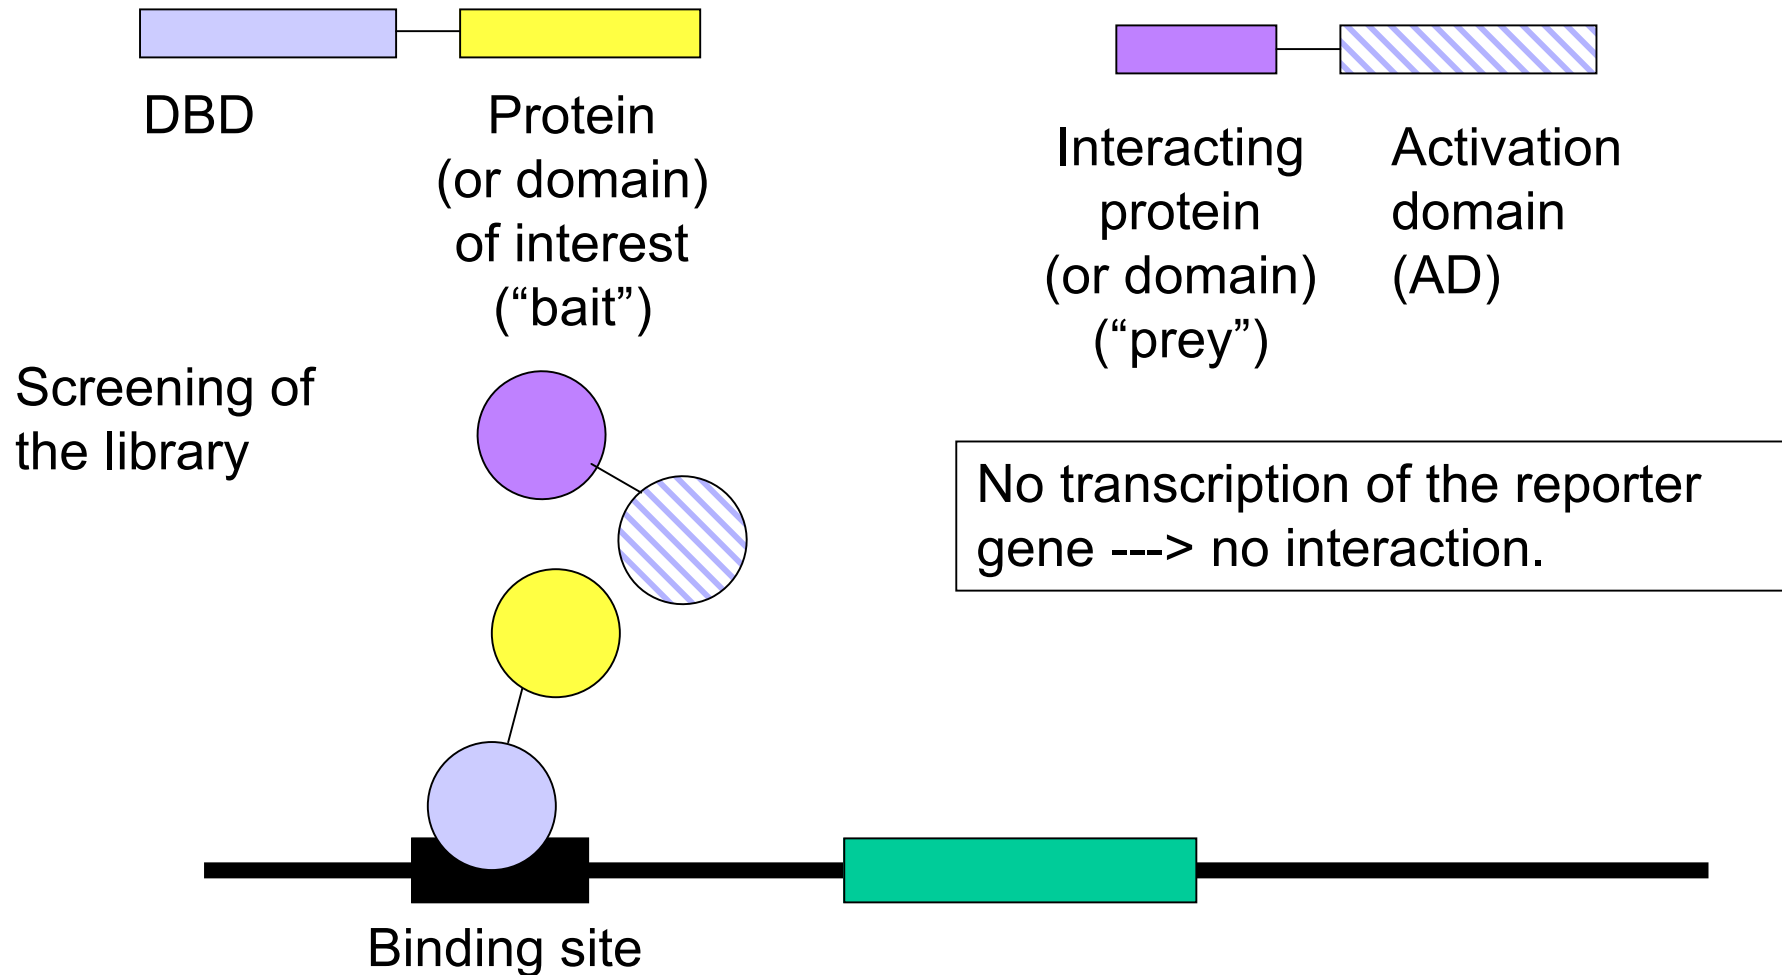 DBD
Protein
(or domain)
of interest
(“bait”)
Interacting
protein
(or domain)
(“prey”)
Activation
domain
(AD)
Screening of
the library
No transcription of the reporter
gene ---> no interaction.
Binding site